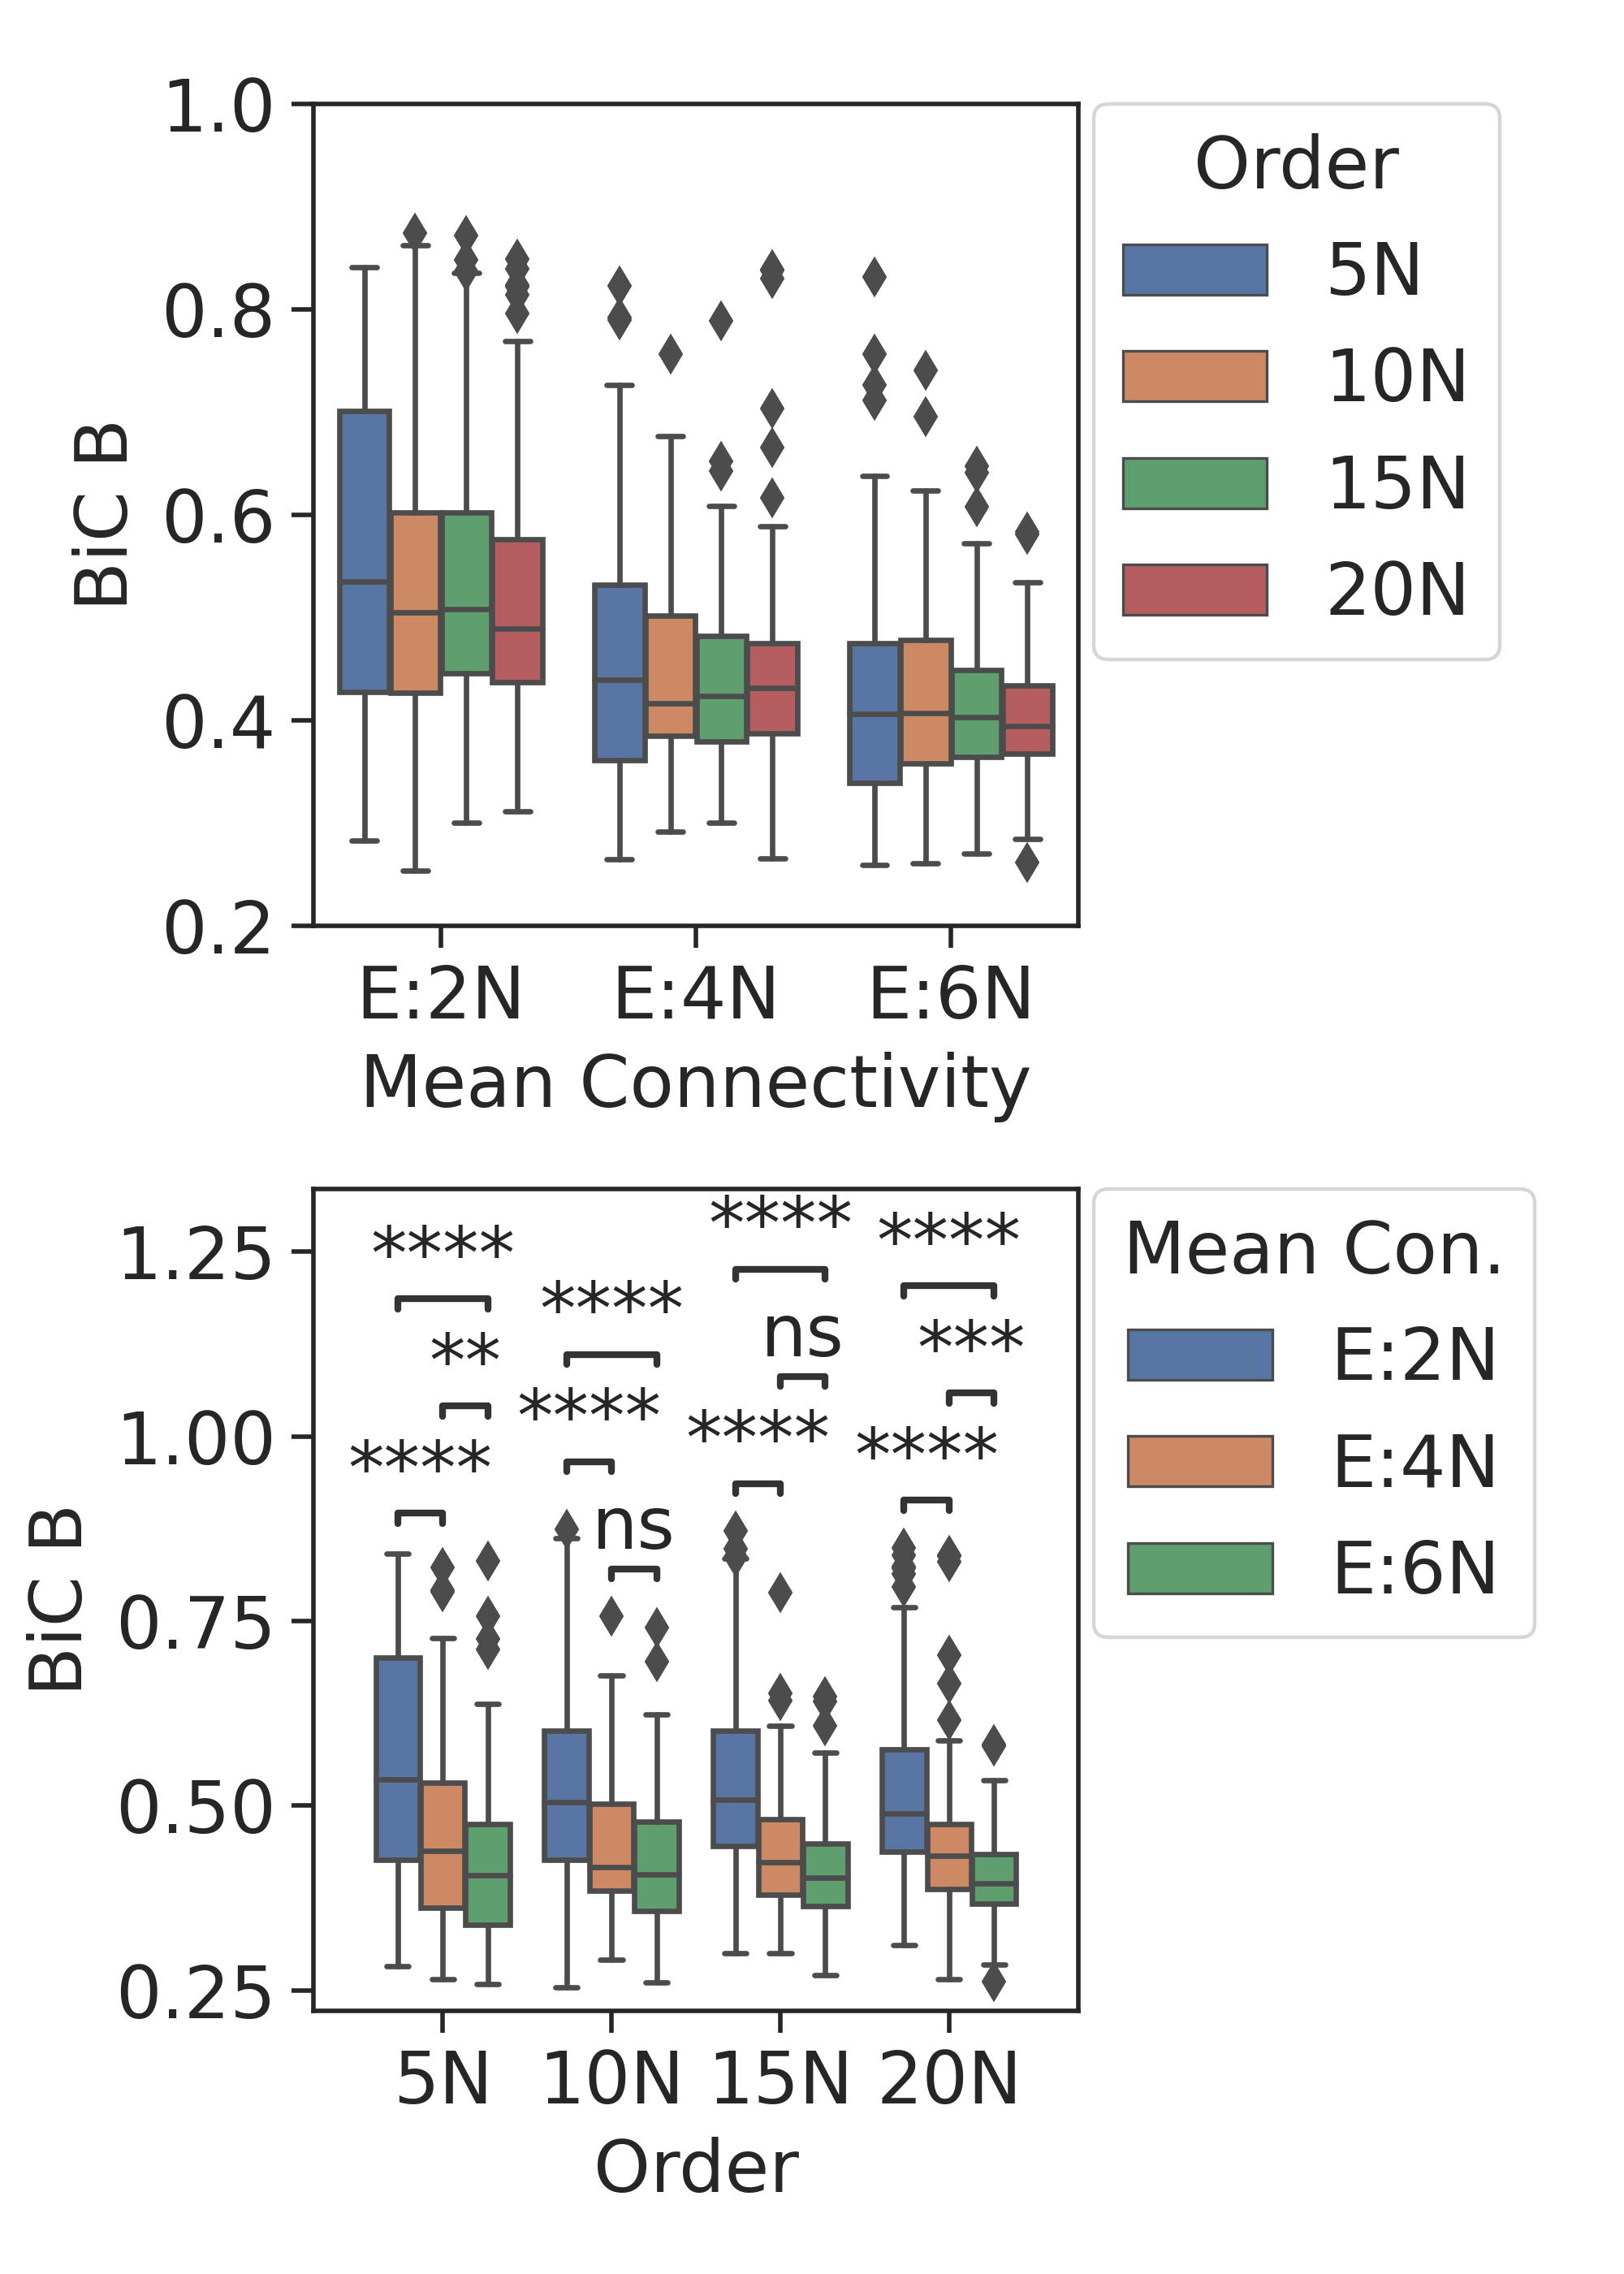 1.0
0.8
0.6
0.4
0.2
BiC B
E:2N E:4N E:6N
Mean Connectivity
Order
5N
10N
15N
20N
1.25
1.00
0.75
0.50
0.25
BiC B
**** **** **** ****
** **** ns ***
**** ns **** ****
5N 10N 15N 20N
Order
Mean Con.
E:2N
E:4N
E:6N